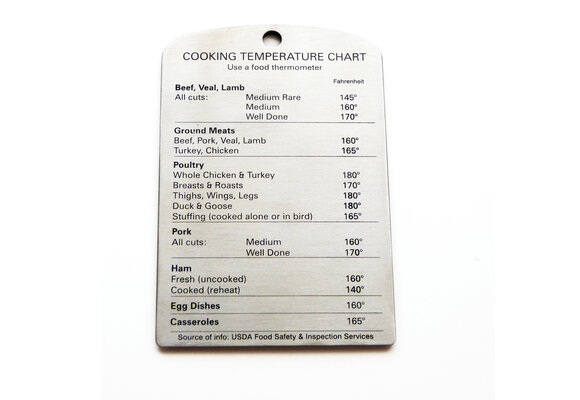 COOKING TEMPERATURE CHART
Use a food thermometer
Fahrenheit
Beef, Veal, Lamb
All cuts: Medium Rare 145°
Medium 160°
Well Done 170°
Ground Meats
Beef, Pork, Veal, Lamb 160°
Turkey, Chicken 165°
Poultry
Whole Chicken & Turkey 180°
Breasts & Roasts 170°
Thighs, Wings, Legs 180°
Duck & Goose 180°
Stuffing (cooked alone or in bird) 165°
Pork
All cuts: Medium 160°
Well Done 170°
Ham
Fresh (uncooked) 160°
Cooked (reheat) 140°
Egg Dishes 160°
Casseroles 165°
Source of info: USDA Food Safety & Inspection Services